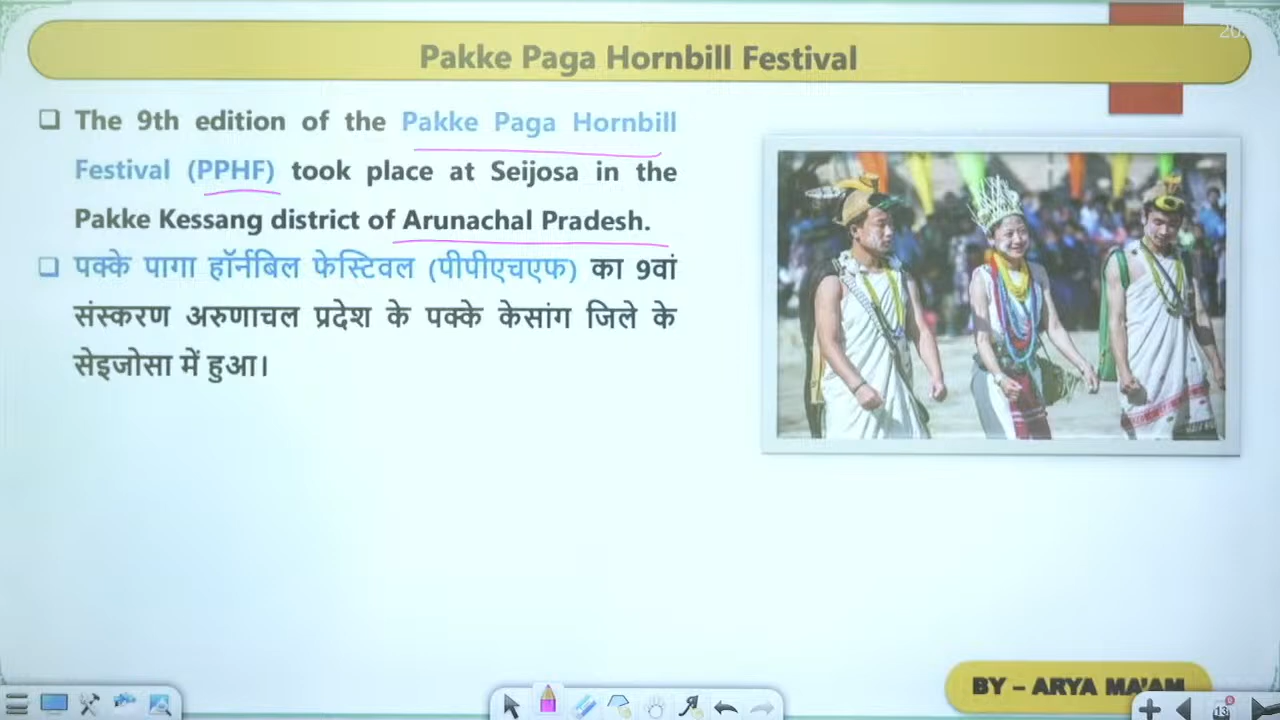 20
Pakke Paga Hornbill Festival
❑ The 9th edition of the Pakke Paga Hornbill
Festival (PPHF) took place at Seijosa in the
Pakke Kessang district of Arunachal Pradesh.
❑ पक्के पागा हॉर्नबिल फेस्टिवल (पीपीएचएफ) का 9वां
संस्करण अरुणाचल प्रदेश के पक्के केसांग जिले के
सेइजोसा में हुआ।
BY – ARYA MA'AM
13